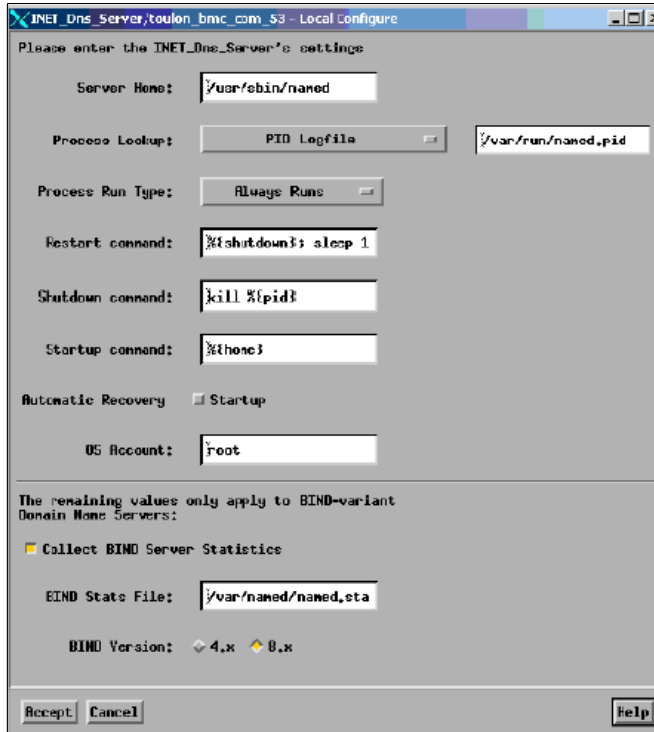 INET_Dns_Server/toulon_bmc_com_53 - Local Configure
Please enter the INET_Dns_Server's settings
Server Home: /usr/sbin/named
Process Lookup: PID Logfile /var/run/named.pid
Process Run Type: Always Runs
Restart command: %{shutdown}; sleep 1
Shutdown command: kill %{pid}
Startup command: %{home}
Automatic Recovery Startup
OS Account: root
The remaining values only apply to BIND-variant
Domain Name Servers:
Collect BIND Server Statistics
BIND Stats File: /var/named/named.sta
BIND Version: 4.x 8.x
Accept Cancel Help